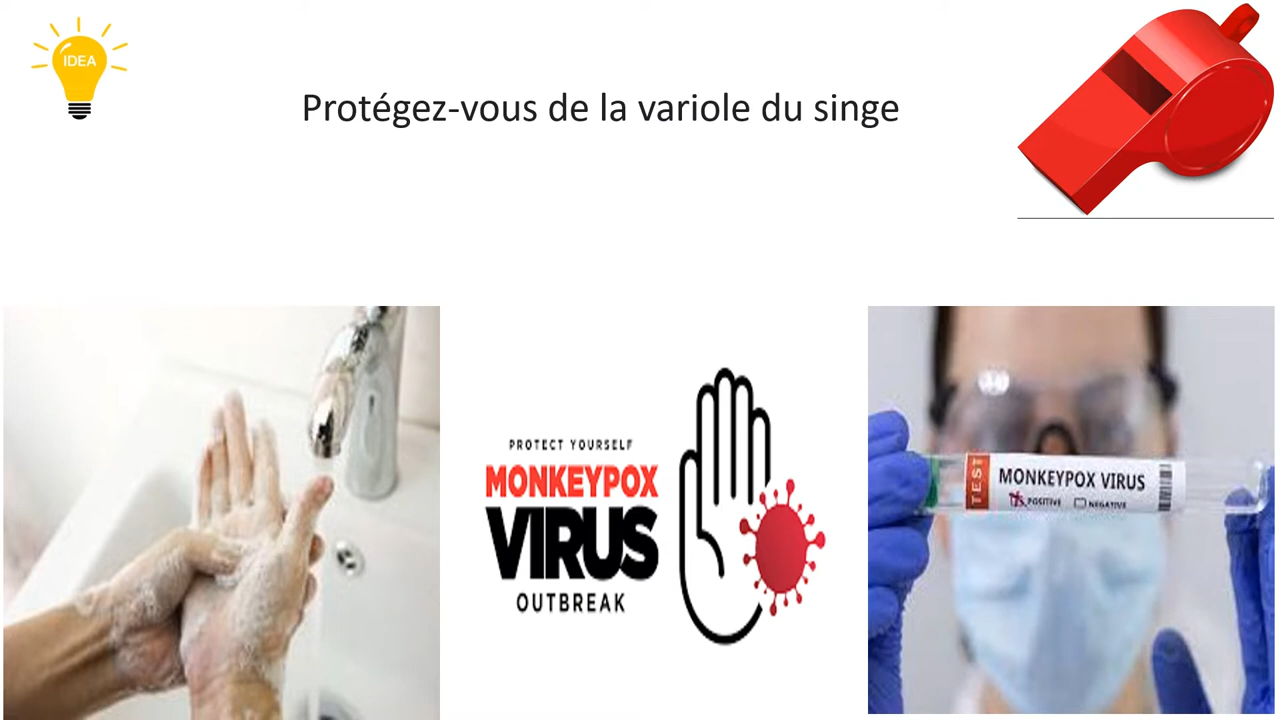 IDEA
Protégez-vous de la variole du singe
PROTECT YOURSELF
MONKEYPOX
VIRUS
OUTBREAK
TEST
MONKEYPOX VIRUS
POSITIVE NEGATIVE